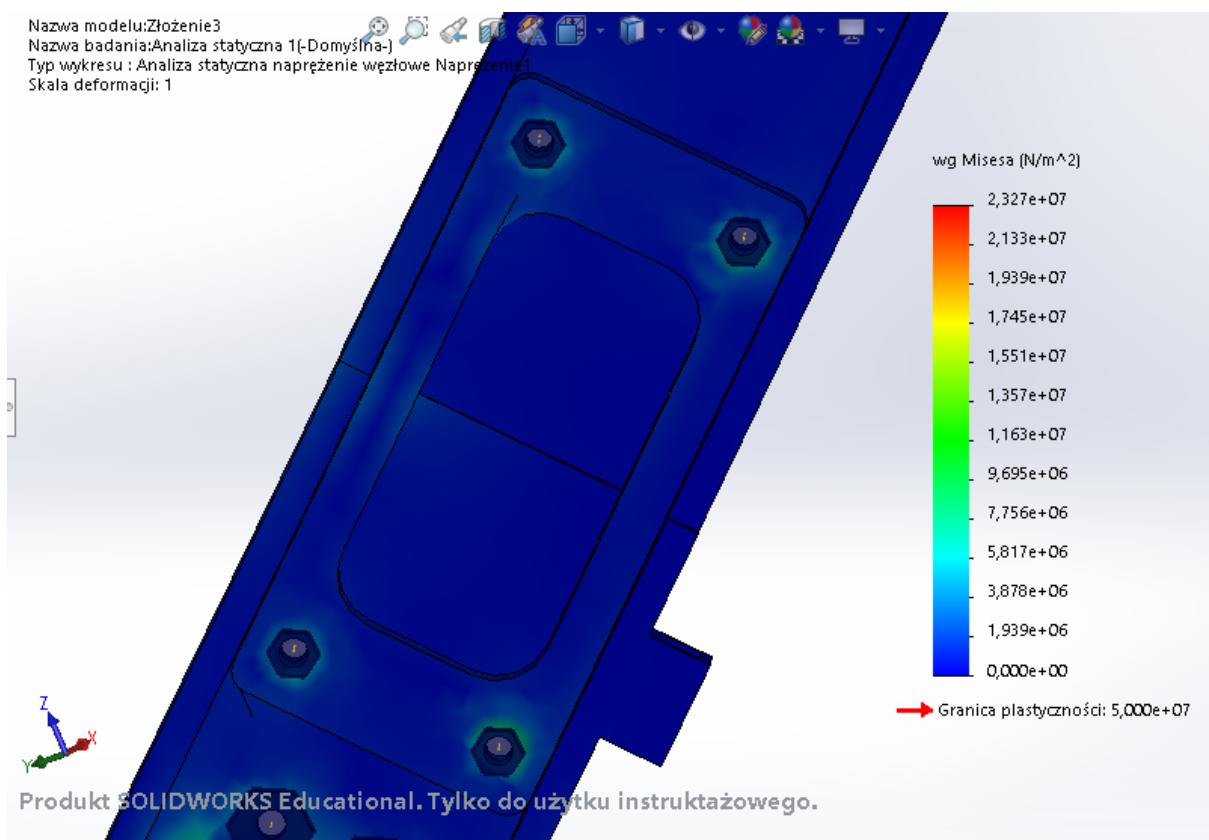 Nazwa modelu:Złożenie3
Nazwa badania:Analiza statyczna 1(-Domyślna-)
Typ wykresu : Analiza statyczna naprężenie węzłowe Naprężenie1
Skala deformacji: 1
wg Misesa (N/m^2)
2,327e+07
2,133e+07
1,939e+07
1,745e+07
1,551e+07
1,357e+07
1,163e+07
9,695e+06
7,756e+06
5,817e+06
3,878e+06
1,939e+06
0,000e+00
Granica plastyczności: 5,000e+07
Z
X
Y
Produkt SOLIDWORKS Educational. Tylko do użytku instruktażowego.